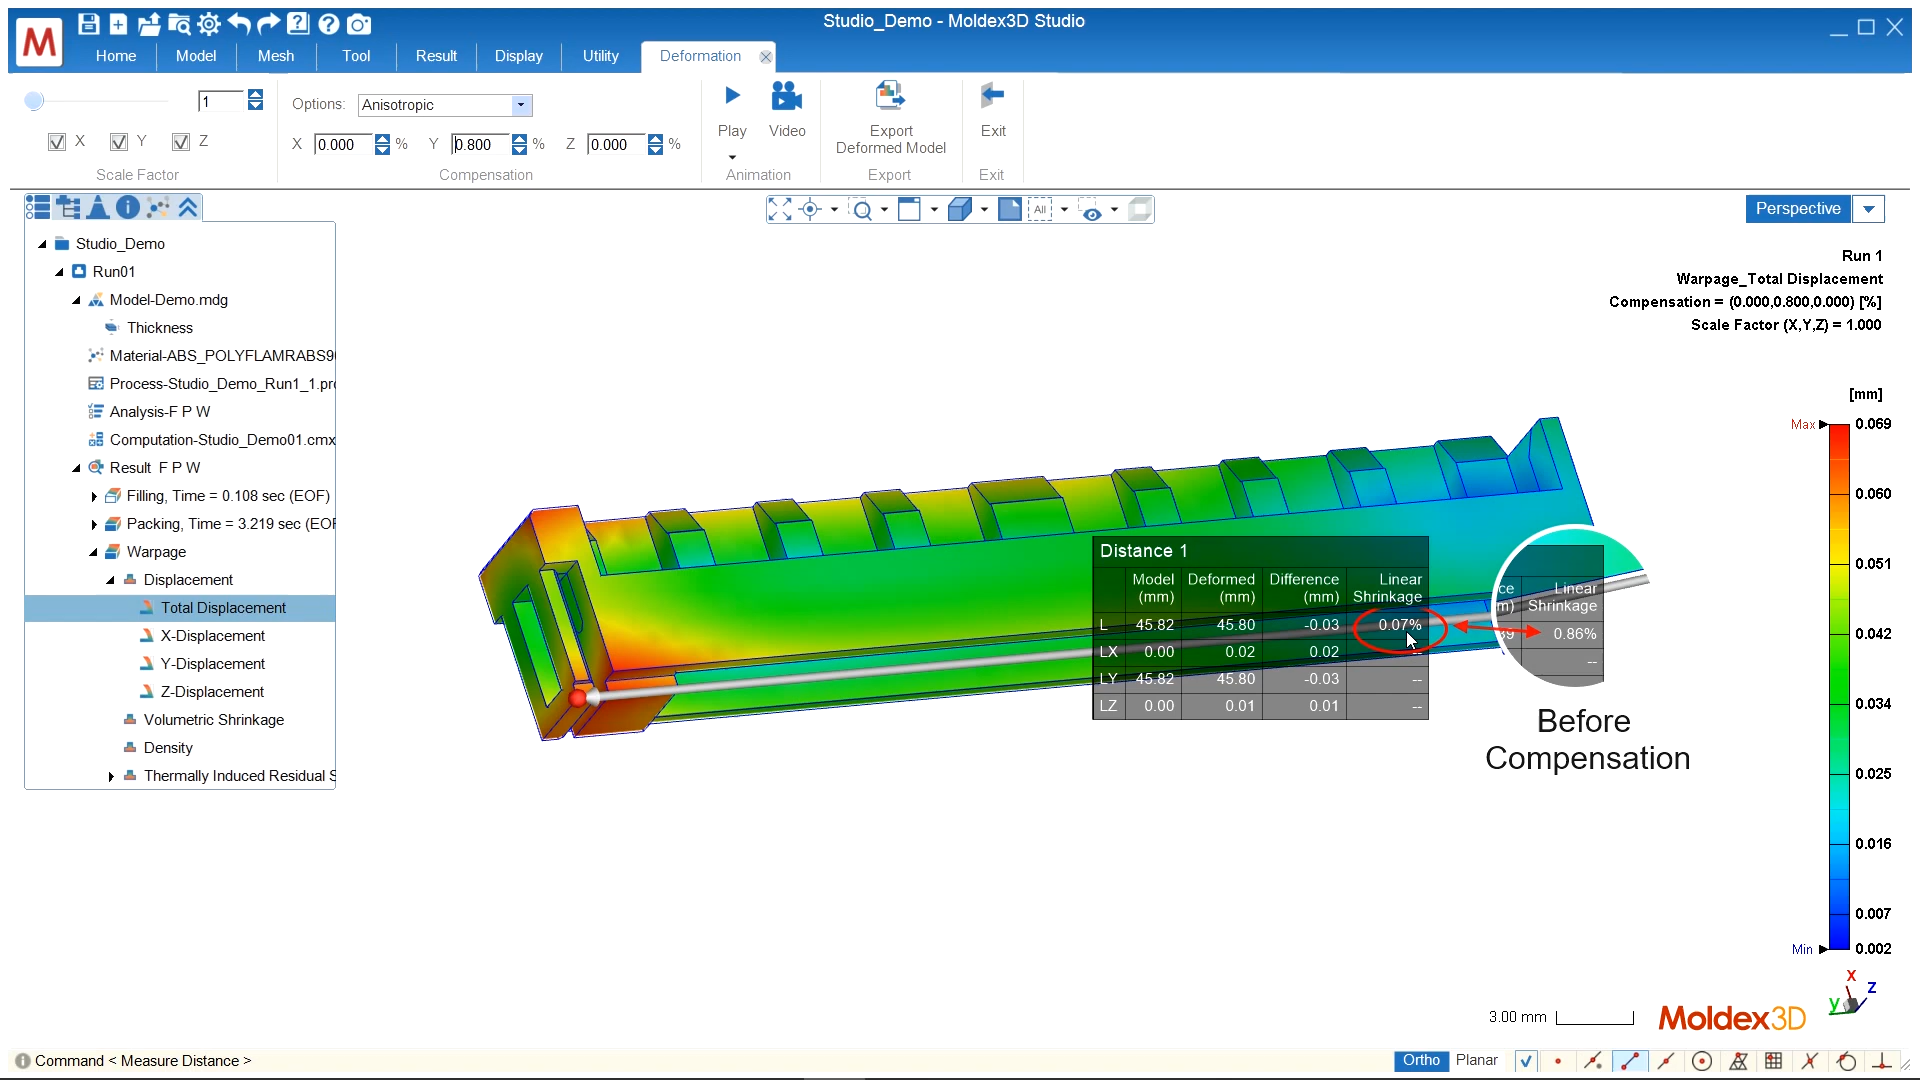 Studio_Demo - Moldex3D Studio
M
Home Model Mesh Tool Result Display Utility Deformation
1
Options: Anisotropic
X Y Z
X 0.000 % Y 0.800 % Z 0.000 %
Scale Factor
Compensation
Play Video
Animation
Export
Deformed Model
Export
Exit
Exit
All
Perspective
Studio_Demo
Run01
Model-Demo.mdg
Thickness
Material-ABS_POLYFLAMRABS9
Process-Studio_Demo_Run1_1.pr
Analysis-F P W
Computation-Studio_Demo01.cmx
Result F P W
Filling, Time = 0.108 sec (EOF)
Packing, Time = 3.219 sec (EOF
Warpage
Displacement
Total Displacement
X-Displacement
Y-Displacement
Z-Displacement
Volumetric Shrinkage
Density
Thermally Induced Residual S
Run 1
Warpage_Total Displacement
Compensation = (0.000,0.800,0.000) [%]
Scale Factor (X,Y,Z) = 1.000
[mm]
Max 0.069
0.060
0.051
0.042
0.034
0.025
0.016
0.007
Min 0.002
Distance 1
Model (mm) Deformed (mm) Difference (mm) Linear Shrinkage
L 45.82 45.80 -0.03 0.07%
LX 0.00 0.02 0.02 --
LY 45.82 45.80 -0.03 --
LZ 0.00 0.01 0.01 --
ce Linear
m) Shrinkage
39 0.86%
--
Before
Compensation
X
Y Z
3.00 mm
Moldex3D
Command < Measure Distance >
Ortho Planar